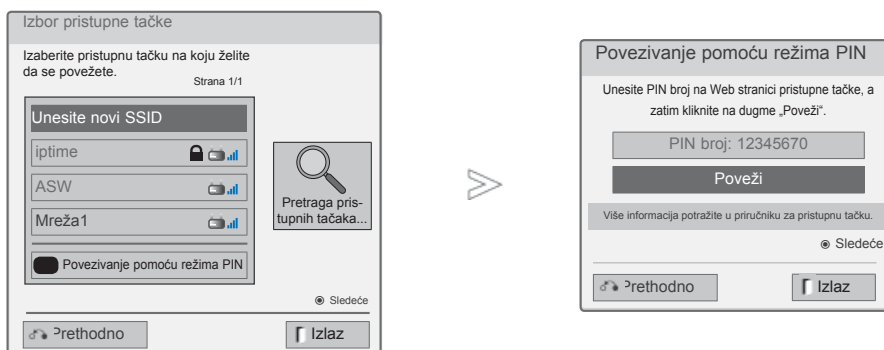 Izbor pristupne tačke
Izaberite pristupnu tačku na koju želite
da se povežete.
Strana 1/1
Unesite novi SSID
iptime
ASW
Mreža1
Povezivanje pomoću režima PIN
Pretraga pris-
tupnih tačaka...
Sledeće
Prethodno
Izlaz
Povezivanje pomoću režima PIN
Unesite PIN broj na Web stranici pristupne tačke, a
zatim kliknite na dugme „Poveži“.
PIN broj: 12345670
Poveži
Više informacija potražite u priručniku za pristupnu tačku.
Sledeće
Prethodno
Izlaz